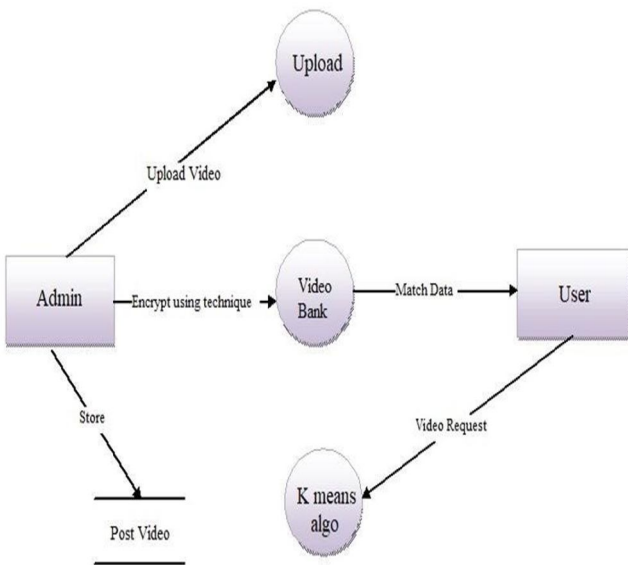 Upload
Upload Video
Admin
Encrypt using technique
Video
Bank
Match Data
User
Store
Video Request
K means
algo
Post Video